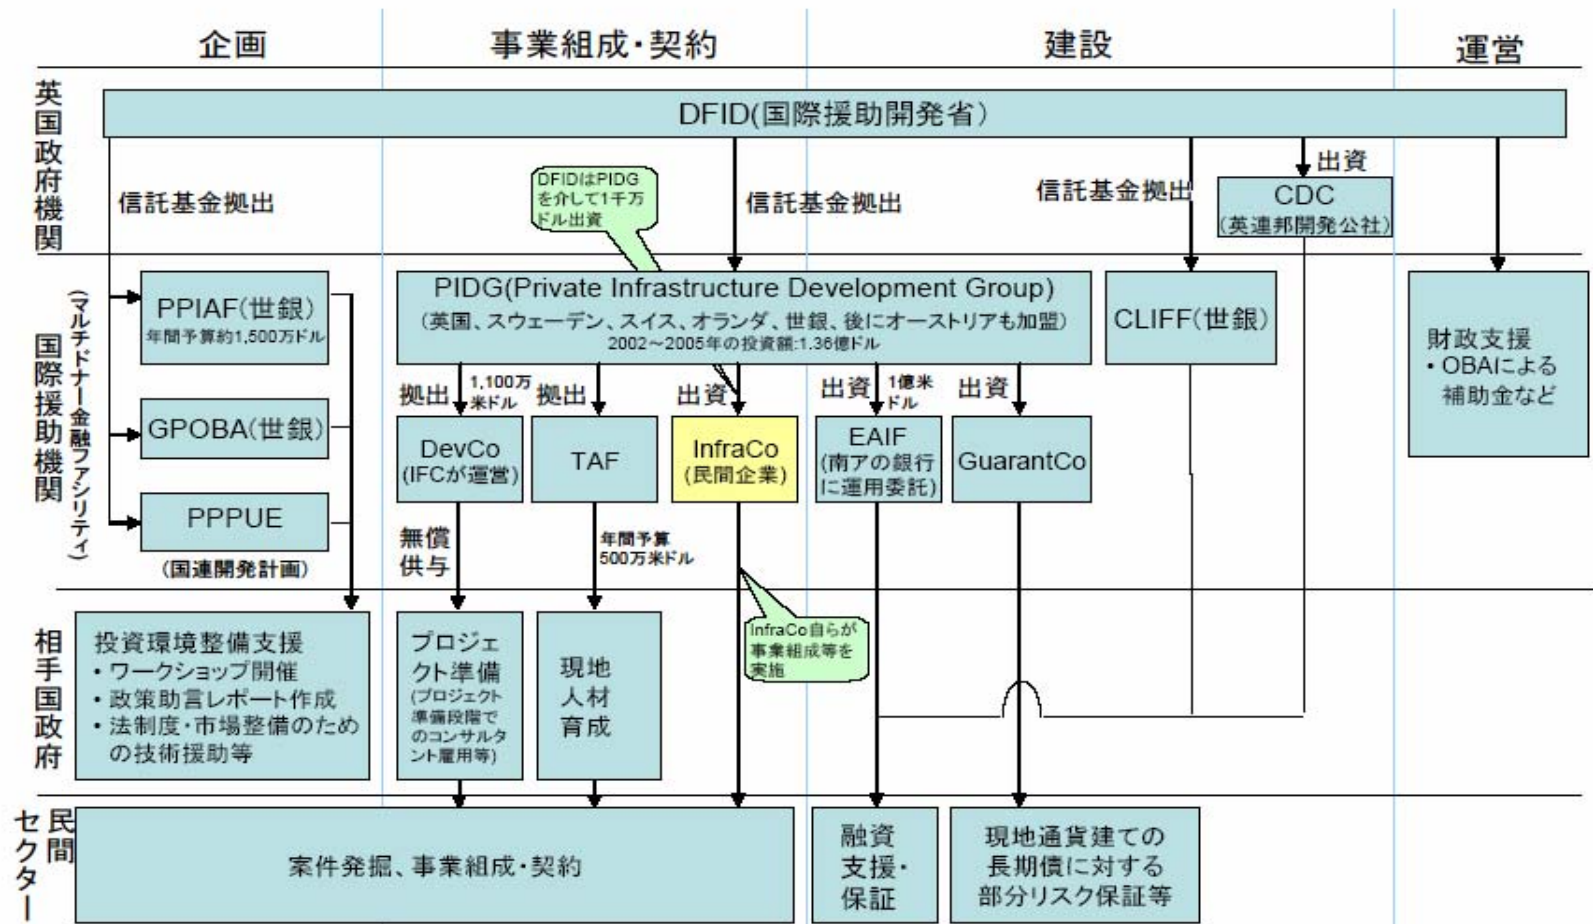 企画
事業組成・契約
建設
運営
英国政府機関
DFID(国際援助開発省)
信託基金拠出
DFIDはPIDG
を介して1千万
ドル出資
信託基金拠出
信託基金拠出
出資
CDC
(英連邦開発公社)
国際援助機関
(マルチドナー金融ファシリティ)
PPIAF(世銀)
年間予算約1,500万ドル
GPOBA(世銀)
PPPUE
(国連開発計画)
PIDG(Private Infrastructure Development Group)
(英国、スウェーデン、スイス、オランダ、世銀、後にオーストリアも加盟)
2002～2005年の投資額:1.36億ドル
CLIFF(世銀)
財政支援
・OBAによる
補助金など
拠出
1,100万
米ドル
拠出
出資
出資
1億米
ドル
出資
DevCo
(IFCが運営)
TAF
InfraCo
(民間企業)
EAIF
(南アの銀行
に運用委託)
GuarantCo
無償
供与
年間予算
500万米ドル
相手国政府
投資環境整備支援
・ワークショップ開催
・政策助言レポート作成
・法制度・市場整備のため
の技術援助等
プロジェ
クト準備
(プロジェクト
準備段階で
のコンサルタ
ント雇用等)
現地
人材
育成
InfraCo自らが
事業組成等を
実施
民間
セクター
案件発掘、事業組成・契約
融資
支援・
保証
現地通貨建ての
長期債に対する
部分リスク保証等